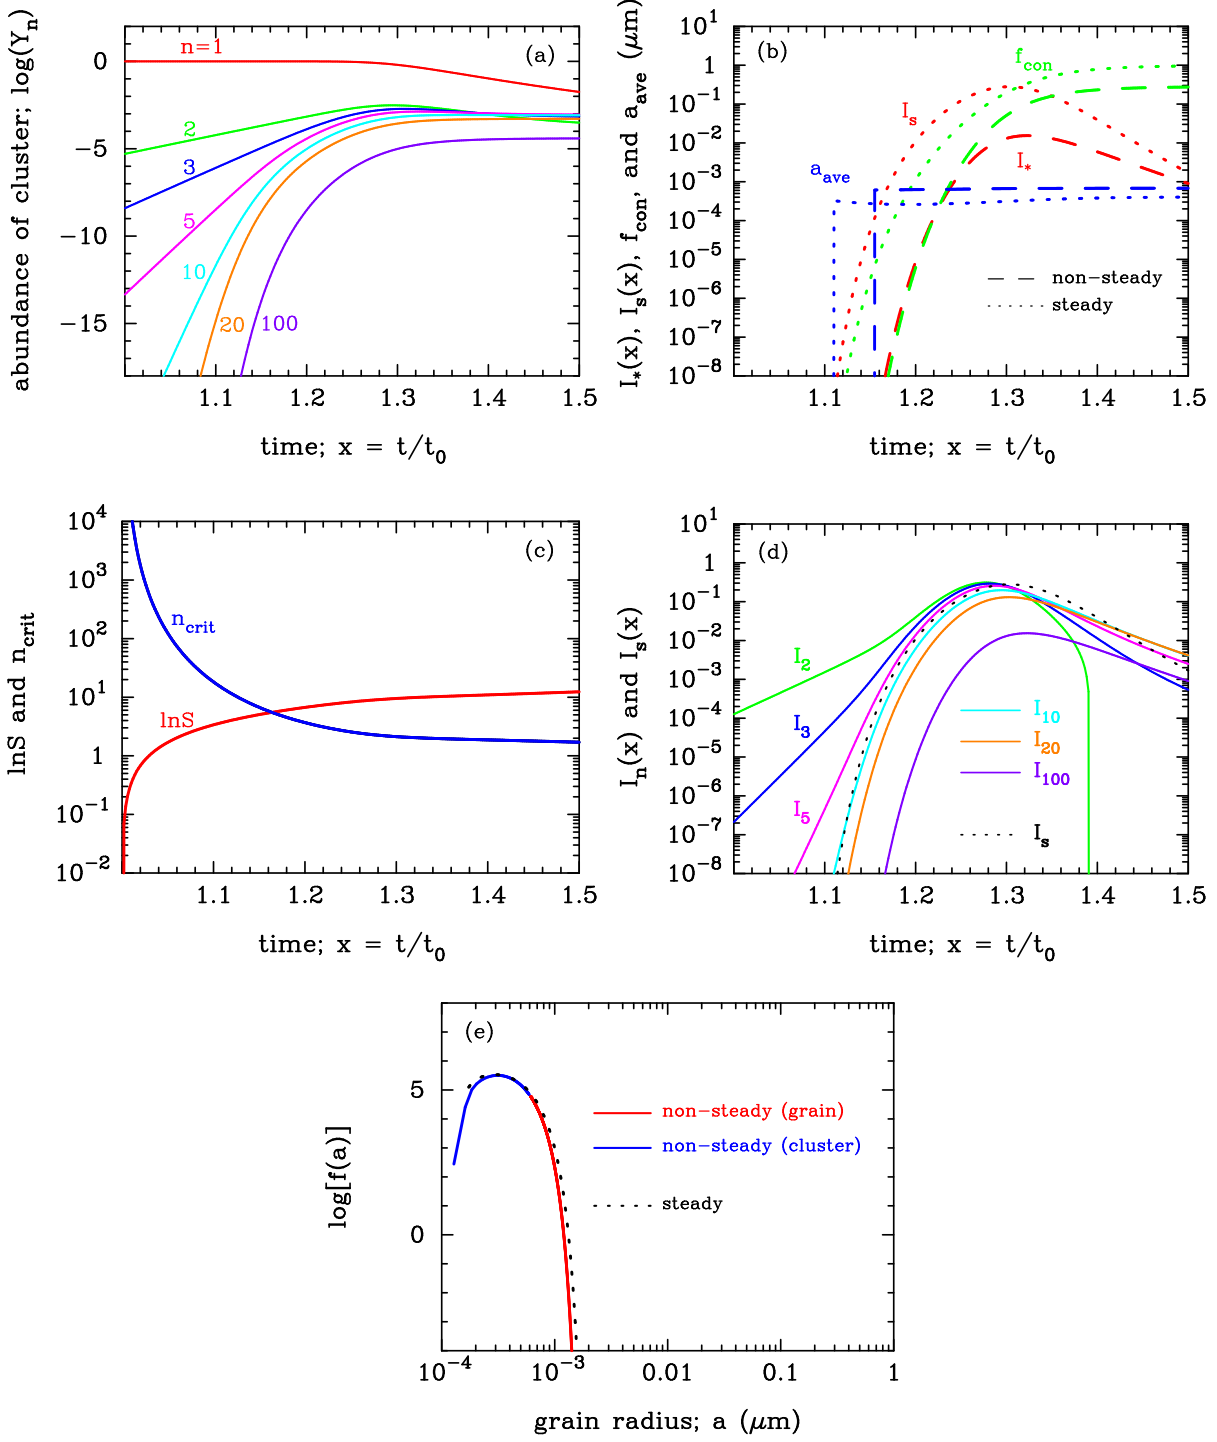 abundance of cluster; log(Yₙ)
0
−5
−10
−15
n=1
2
3
5
10
20
100
(a)
1.1 1.2 1.3 1.4 1.5
time; x = t/t₀
I∗(x), Iₛ(x), f_con, and a_ave (μm)
10¹
1
10⁻¹
10⁻²
10⁻³
10⁻⁴
10⁻⁵
10⁻⁶
10⁻⁷
10⁻⁸
(b)
f_con
Iₛ
I∗
a_ave
non−steady
steady
1.1 1.2 1.3 1.4 1.5
time; x = t/t₀
lnS and n_crit
10⁴
10³
10²
10¹
1
10⁻¹
10⁻²
(c)
n_crit
lnS
1.1 1.2 1.3 1.4 1.5
time; x = t/t₀
Iₙ(x) and Iₛ(x)
10¹
1
10⁻¹
10⁻²
10⁻³
10⁻⁴
10⁻⁵
10⁻⁶
10⁻⁷
10⁻⁸
(d)
I₂
I₃
I₅
I₁₀
I₂₀
I₁₀₀
Iₛ
1.1 1.2 1.3 1.4 1.5
time; x = t/t₀
log[f(a)]
5
0
(e)
non−steady (grain)
non−steady (cluster)
steady
10⁻⁴ 10⁻³ 0.01 0.1 1
grain radius; a (μm)